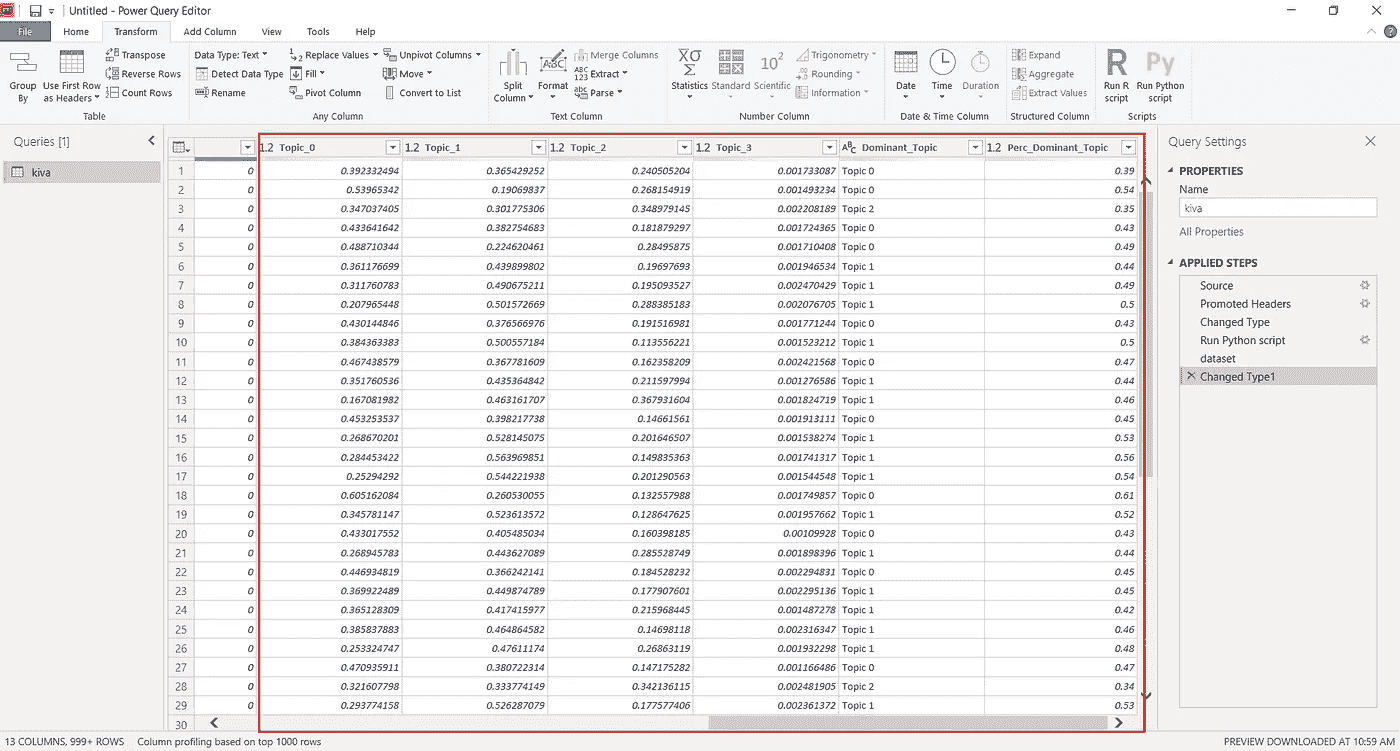 Untitled - Power Query Editor
File Home Transform Add Column View Tools Help
Group By
Use First Row as Headers
Transpose
Reverse Rows
Count Rows
Table
Data Type: Text
Detect Data Type
Rename
Replace Values
Fill
Pivot Column
Unpivot Columns
Move
Convert to List
Any Column
Split Column
Format
Merge Columns
Extract
Parse
Text Column
Statistics
Standard
Scientific
Trigonometry
Rounding
Information
Number Column
Date
Time
Duration
Date & Time Column
Expand
Aggregate
Extract Values
Structured Column
Run R script
Run Python script
Scripts
Queries [1]
kiva
1.2 Topic_0 1.2 Topic_1 1.2 Topic_2 1.2 Topic_3 ABC Dominant_Topic 1.2 Perc_Dominant_Topic
1 0 0.392332494 0.365429252 0.240505204 0.001733087 Topic 0 0.39
2 0 0.53965342 0.19069837 0.268154919 0.001493234 Topic 0 0.54
3 0 0.347037405 0.301775306 0.348979145 0.002208189 Topic 2 0.35
4 0 0.433641642 0.382754683 0.181879297 0.001724365 Topic 0 0.43
5 0 0.488710344 0.224620461 0.28495875 0.001710408 Topic 0 0.49
6 0 0.361176699 0.439899802 0.19697693 0.001946534 Topic 1 0.44
7 0 0.311760783 0.490675211 0.195093527 0.002470429 Topic 1 0.49
8 0 0.207965448 0.501572669 0.288385183 0.002076705 Topic 1 0.5
9 0 0.430144846 0.376566976 0.191516981 0.001771244 Topic 0 0.43
10 0 0.384363383 0.500557184 0.113556221 0.001523212 Topic 1 0.5
11 0 0.467438579 0.367781609 0.162358209 0.002421568 Topic 0 0.47
12 0 0.351760536 0.435364842 0.211597994 0.001276586 Topic 1 0.44
13 0 0.167081982 0.463161707 0.367931604 0.001824719 Topic 1 0.46
14 0 0.453253537 0.398217738 0.14661561 0.001913111 Topic 0 0.45
15 0 0.268670201 0.528145075 0.201646507 0.001538274 Topic 1 0.53
16 0 0.284453422 0.563969851 0.149835363 0.001741317 Topic 1 0.56
17 0 0.25294292 0.544221938 0.201290563 0.001544548 Topic 1 0.54
18 0 0.605162084 0.260530055 0.132557988 0.001749857 Topic 0 0.61
19 0 0.345781147 0.523613572 0.128647625 0.001957662 Topic 1 0.52
20 0 0.433017552 0.405485034 0.160398185 0.00109928 Topic 0 0.43
21 0 0.268945783 0.443627089 0.285528749 0.001898396 Topic 1 0.44
22 0 0.446934819 0.366242141 0.184528232 0.002294831 Topic 0 0.45
23 0 0.369922489 0.449874789 0.177907601 0.002295136 Topic 1 0.45
24 0 0.365128309 0.417415977 0.215968445 0.001487278 Topic 1 0.42
25 0 0.385837883 0.464864582 0.14698118 0.002316347 Topic 1 0.46
26 0 0.253324747 0.47611174 0.26863119 0.001932298 Topic 1 0.48
27 0 0.470935911 0.380722314 0.147175282 0.001166486 Topic 0 0.47
28 0 0.321607798 0.333774149 0.342136115 0.002481905 Topic 2 0.34
29 0 0.293774158 0.526287079 0.177577406 0.002361372 Topic 1 0.53
30
Query Settings
PROPERTIES
Name
kiva
All Properties
APPLIED STEPS
Source
Promoted Headers
Changed Type
Run Python script
dataset
Changed Type1
13 COLUMNS, 999+ ROWS Column profiling based on top 1000 rows
PREVIEW DOWNLOADED AT 10:59 AM